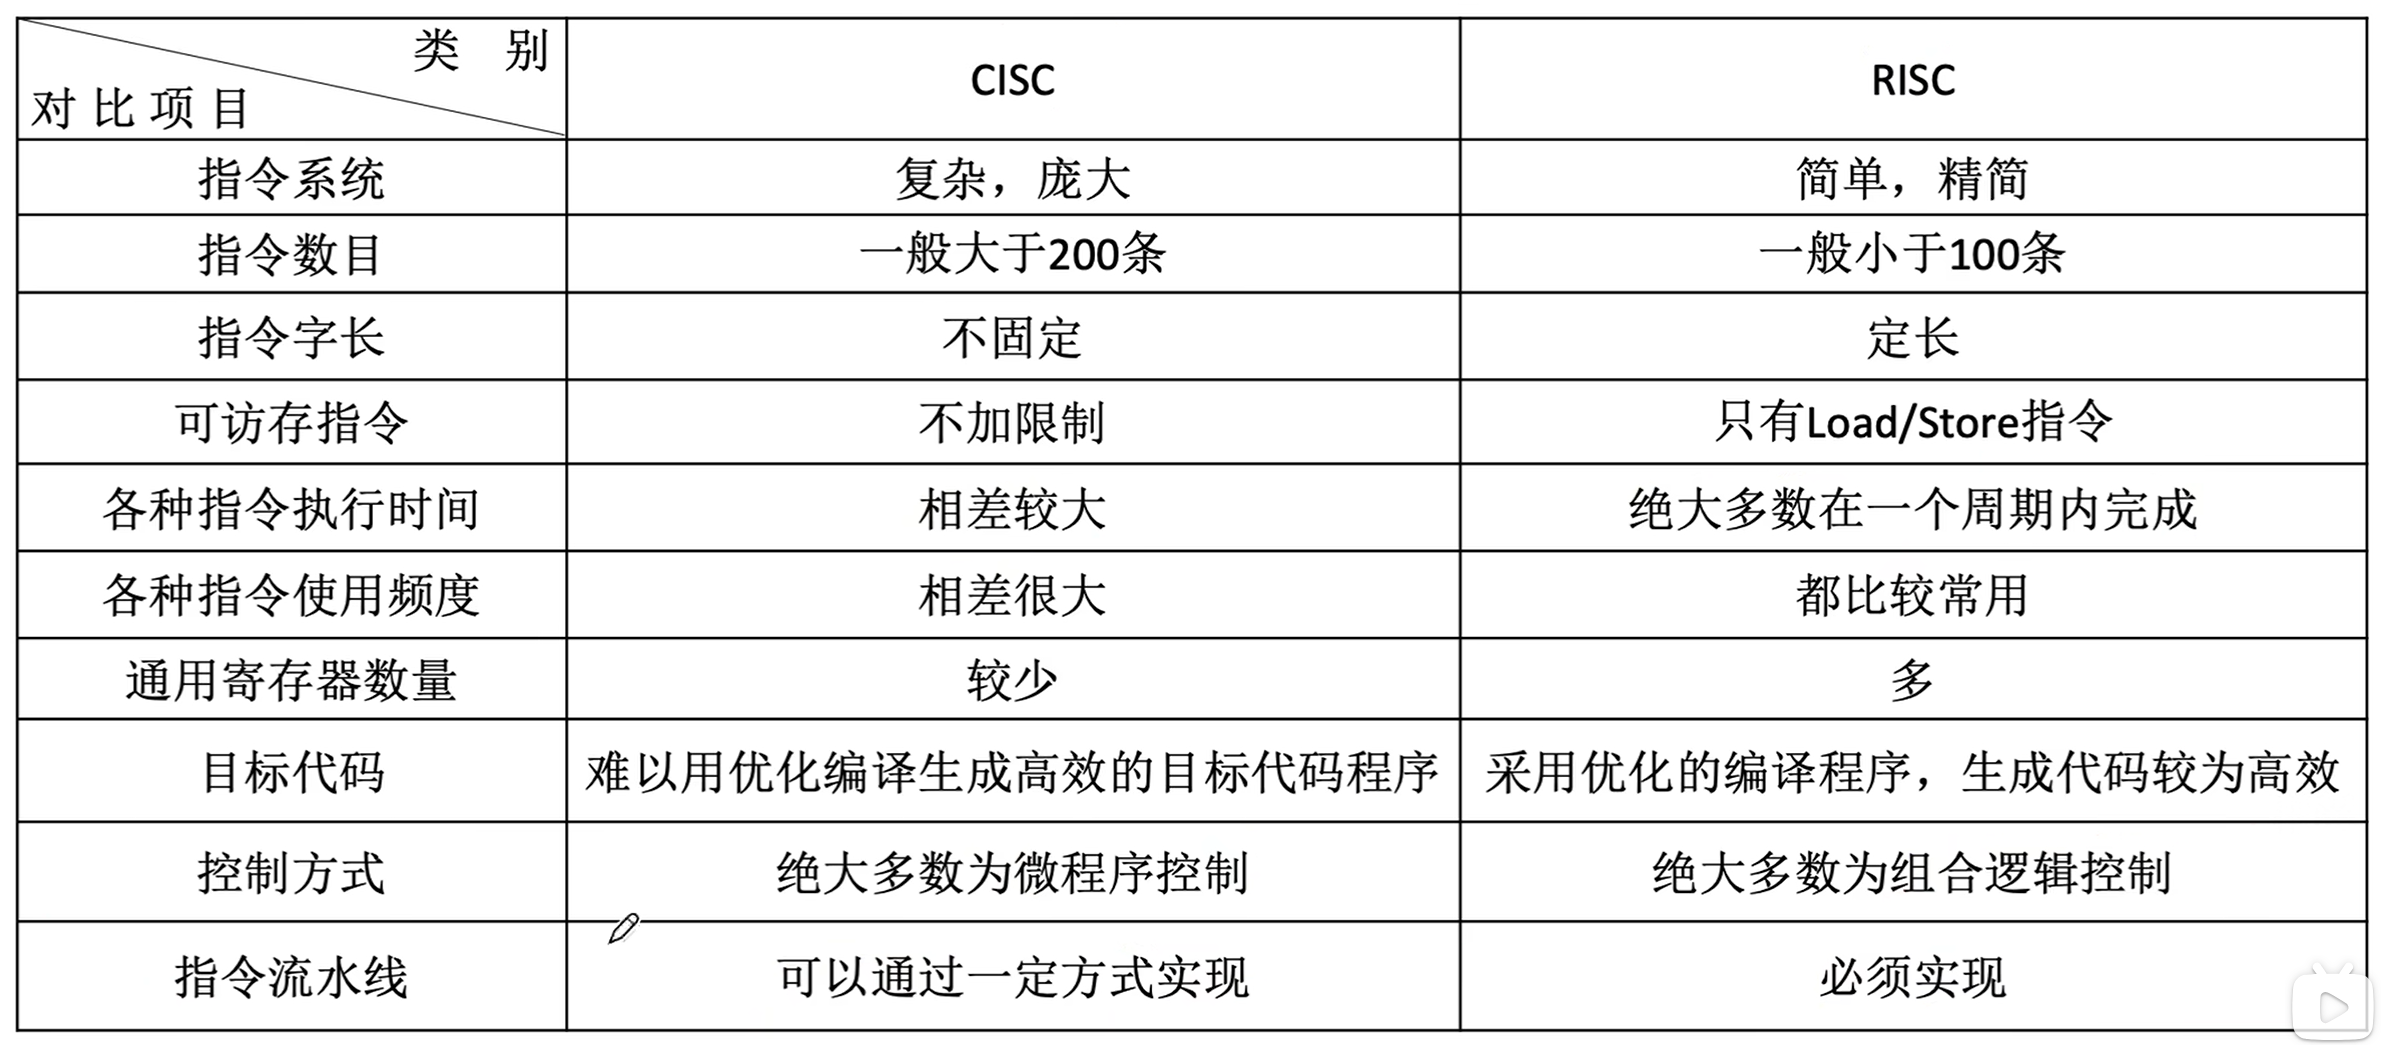 类 别
对比项目
CISC
RISC
指令系统
复杂，庞大
简单，精简
指令数目
一般大于200条
一般小于100条
指令字长
不固定
定长
可访存指令
不加限制
只有Load/Store指令
各种指令执行时间
相差较大
绝大多数在一个周期内完成
各种指令使用频度
相差很大
都比较常用
通用寄存器数量
较少
多
目标代码
难以用优化编译生成高效的目标代码程序
采用优化的编译程序，生成代码较为高效
控制方式
绝大多数为微程序控制
绝大多数为组合逻辑控制
指令流水线
可以通过一定方式实现
必须实现